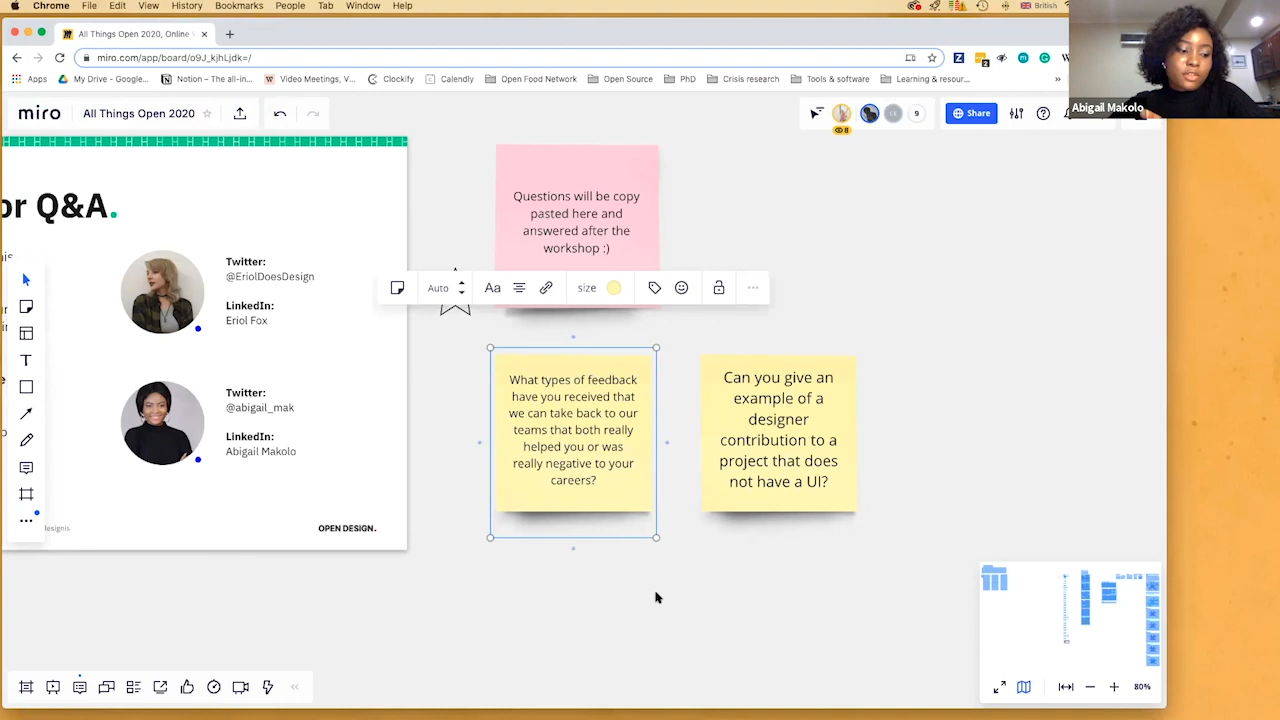 Chrome File Edit View History Bookmarks People Tab Window Help
British
All Things Open 2020, Online
miro.com/app/board/o9J_kjhLjdk=/
Apps My Drive - Google... Notion – The all-in... Video Meetings, V... Clockify Calendly Open Food Network Open Source PhD Crisis research Tools & software Learning & resour... »
Abigail Makolo
miro All Things Open 2020
9 Share
8
or Q&A.
Twitter:
@EriolDoesDesign
LinkedIn:
Eriol Fox
Twitter:
@abigail_mak
LinkedIn:
Abigail Makolo
designis
OPEN DESIGN.
Questions will be copy
pasted here and
answered after the
workshop :)
Auto Aa size
What types of feedback
have you received that
we can take back to our
teams that both really
helped you or was
really negative to your
careers?
Can you give an
example of a
designer
contribution to a
project that does
not have a UI?
80%